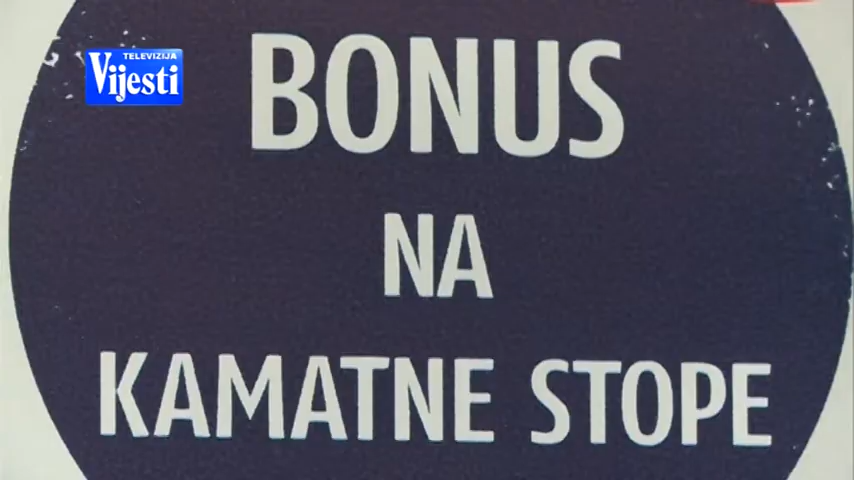 TELEVIZIJA
Vijesti
BONUS
NA
KAMATNE STOPE